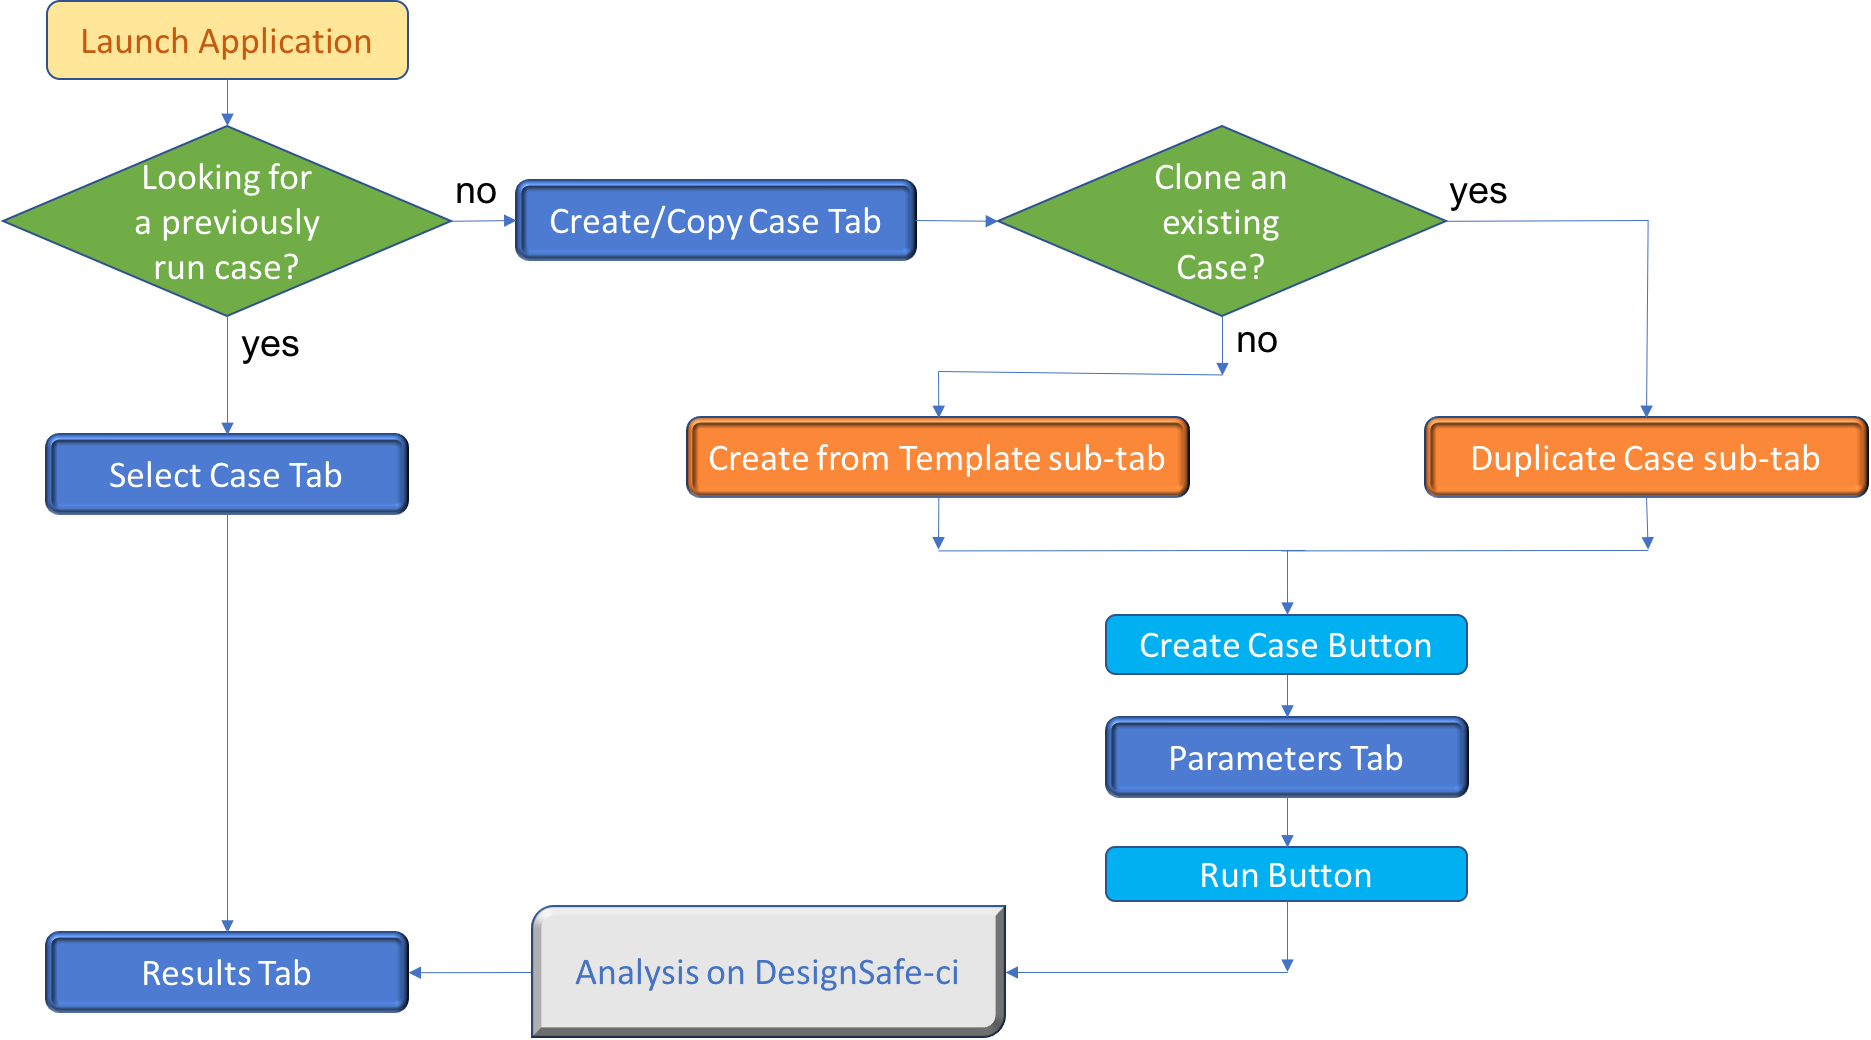 Launch Application
Looking for
a previously
run case?
no
Create/Copy Case Tab
Clone an
existing
Case?
yes
yes
no
Select Case Tab
Create from Template sub-tab
Duplicate Case sub-tab
Create Case Button
Parameters Tab
Run Button
Results Tab
Analysis on DesignSafe-ci